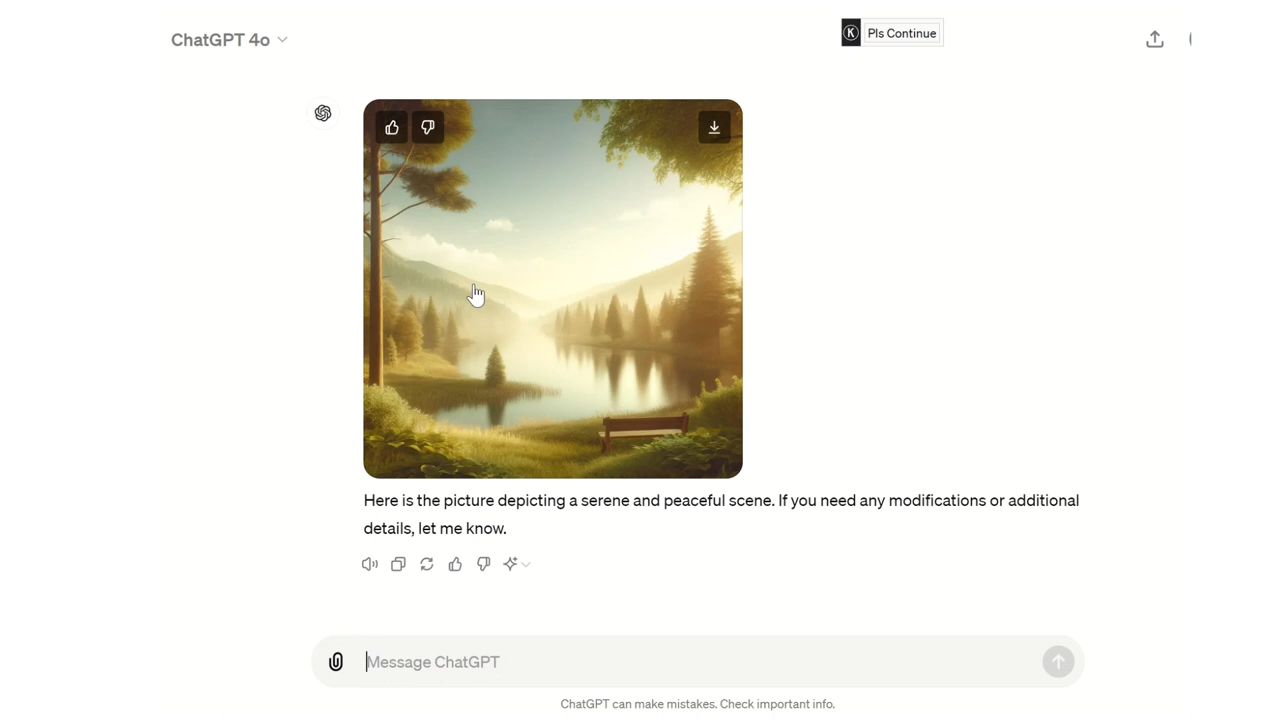 ChatGPT 4o
K
Pls Continue
Here is the picture depicting a serene and peaceful scene. If you need any modifications or additional
details, let me know.
Message ChatGPT
ChatGPT can make mistakes. Check important info.